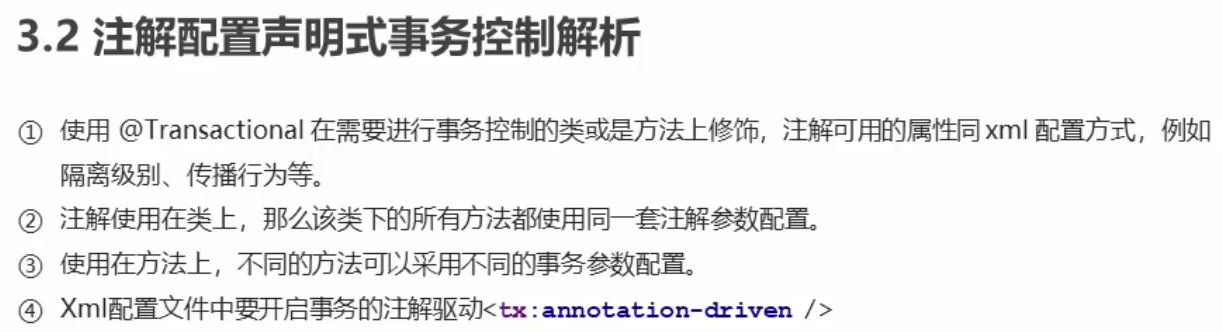 3.2 注解配置声明式事务控制解析
① 使用 @Transactional 在需要进行事务控制的类或是方法上修饰，注解可用的属性同 xml 配置方式，例如
隔离级别、传播行为等。
② 注解使用在类上，那么该类下的所有方法都使用同一套注解参数配置。
③ 使用在方法上，不同的方法可以采用不同的事务参数配置。
④ Xml配置文件中要开启事务的注解驱动<tx:annotation-driven />